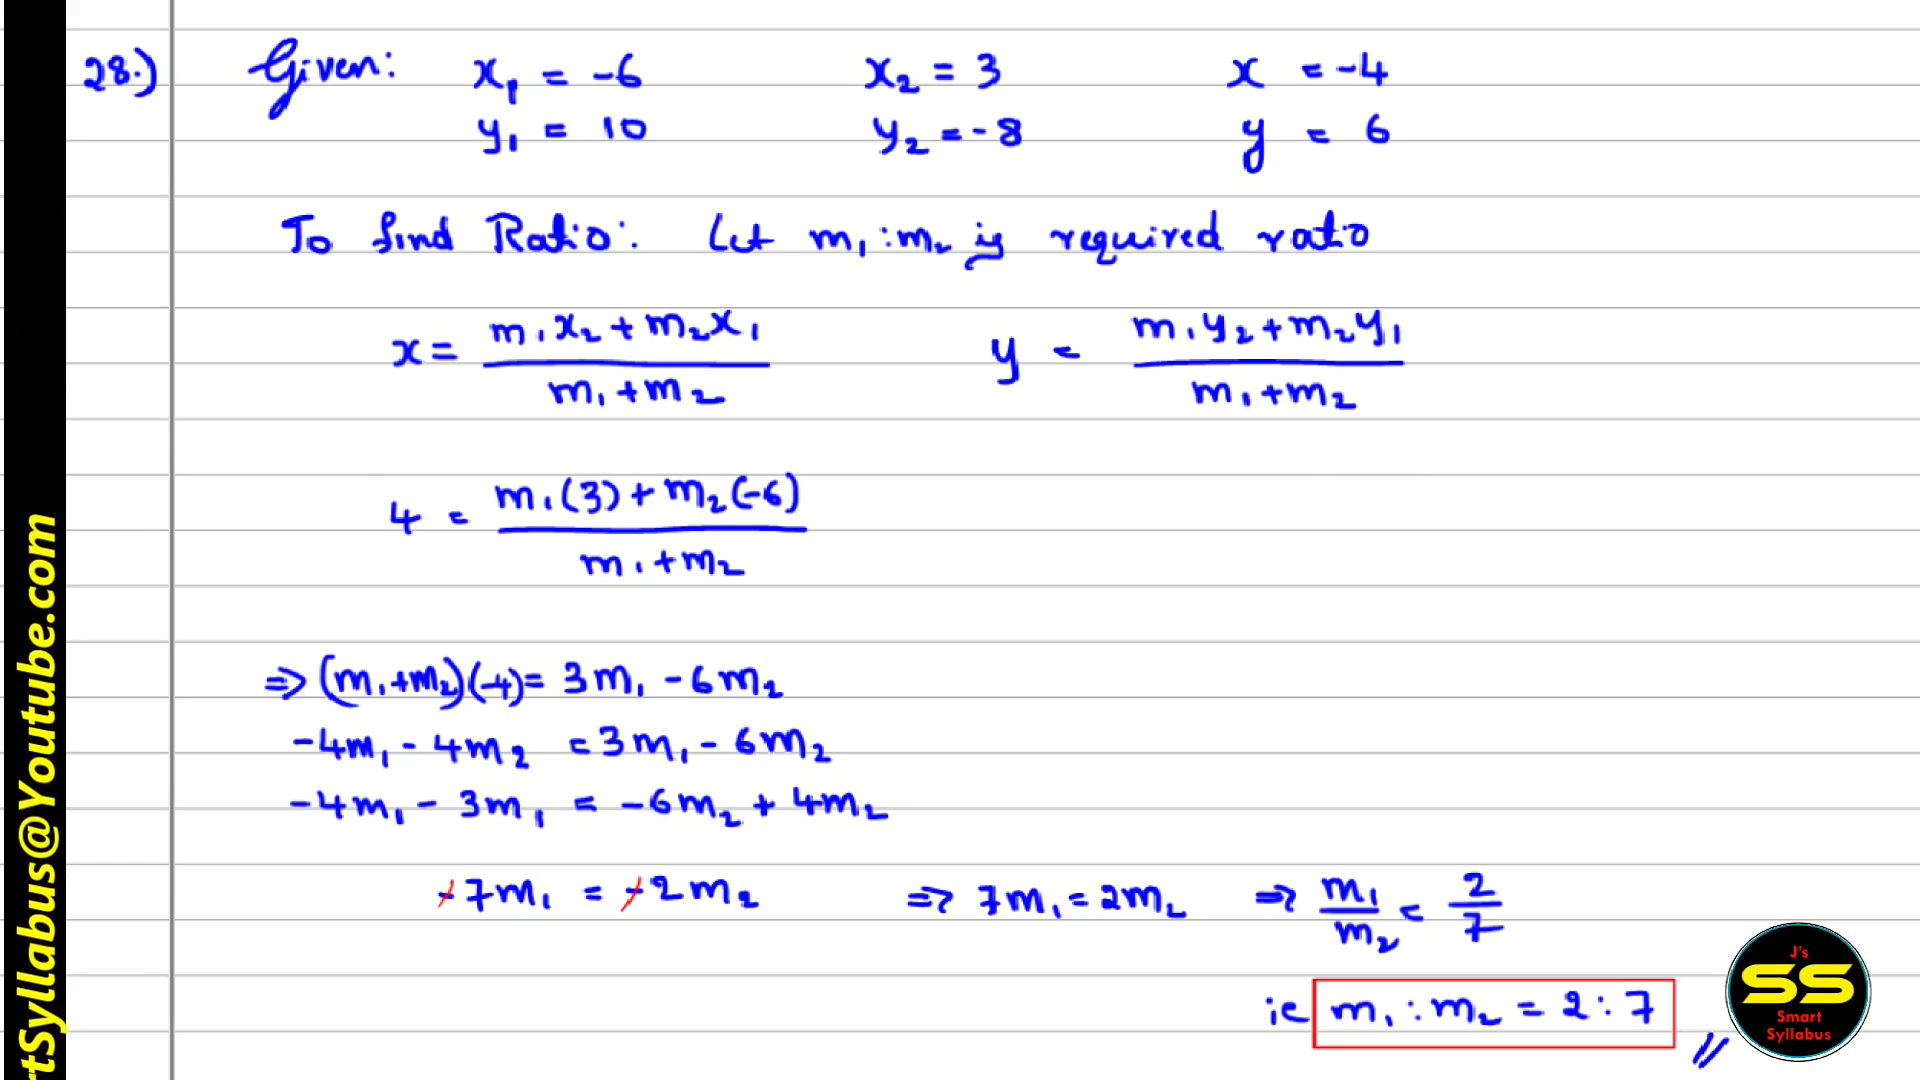 28.) Given: x₁ = -6 x₂ = 3 x = -4
y₁ = 10 y₂ = -8 y = 6
To find Ratio: Let m₁ : m₂ is required ratio
x = (m₁x₂ + m₂x₁)/(m₁ + m₂) y = (m₁y₂ + m₂y₁)/(m₁ + m₂)
4 = (m₁(3) + m₂(-6))/(m₁ + m₂)
⇒ (m₁+m₂)(-4) = 3m₁ - 6m₂
-4m₁ - 4m₂ = 3m₁ - 6m₂
-4m₁ - 3m₁ = -6m₂ + 4m₂
-7m₁ = -2m₂ ⇒ 7m₁ = 2m₂ ⇒ m₁/m₂ = 2/7
ie m₁ : m₂ = 2 : 7 //
rtSyllabus@Youtube.com
J's
SS
Smart
Syllabus